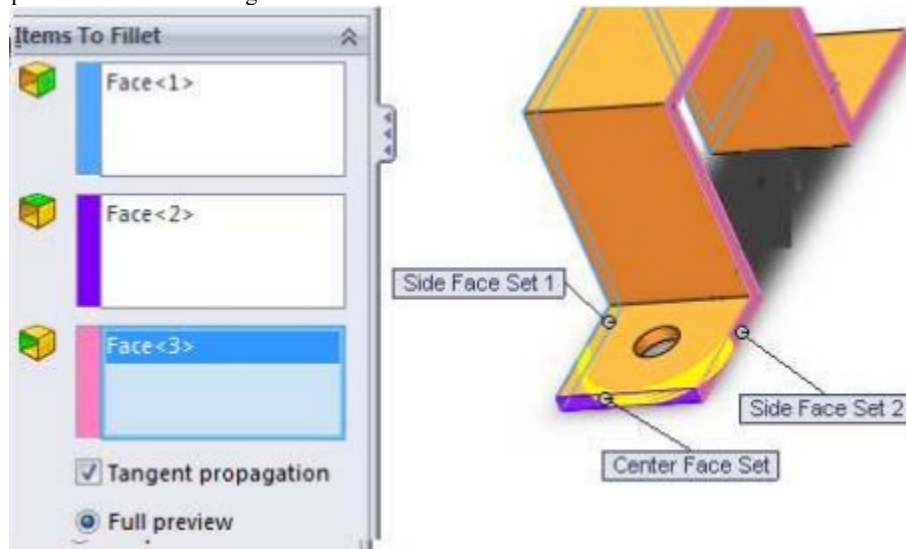 Items To Fillet
Face<1>
Face<2>
Face<3>
Tangent propagation
Full preview
Side Face Set 1
Side Face Set 2
Center Face Set